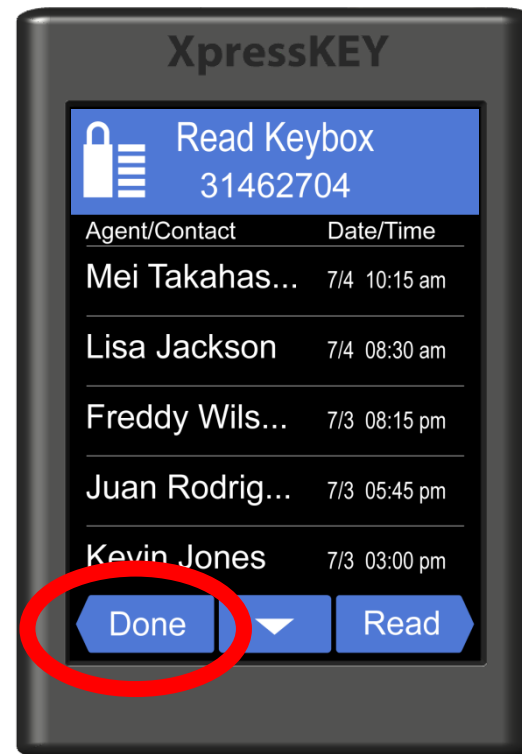 XpressKEY
Read Keybox
31462704
Agent/Contact Date/Time
Mei Takahas... 7/4 10:15 am
Lisa Jackson 7/4 08:30 am
Freddy Wils... 7/3 08:15 pm
Juan Rodrig... 7/3 05:45 pm
Kevin Jones 7/3 03:00 pm
Done Read